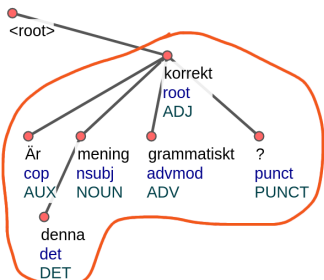 <root>
korrekt
root
ADJ
Är mening grammatiskt ?
cop nsubj advmod punct
AUX NOUN ADV PUNCT
denna
det
DET